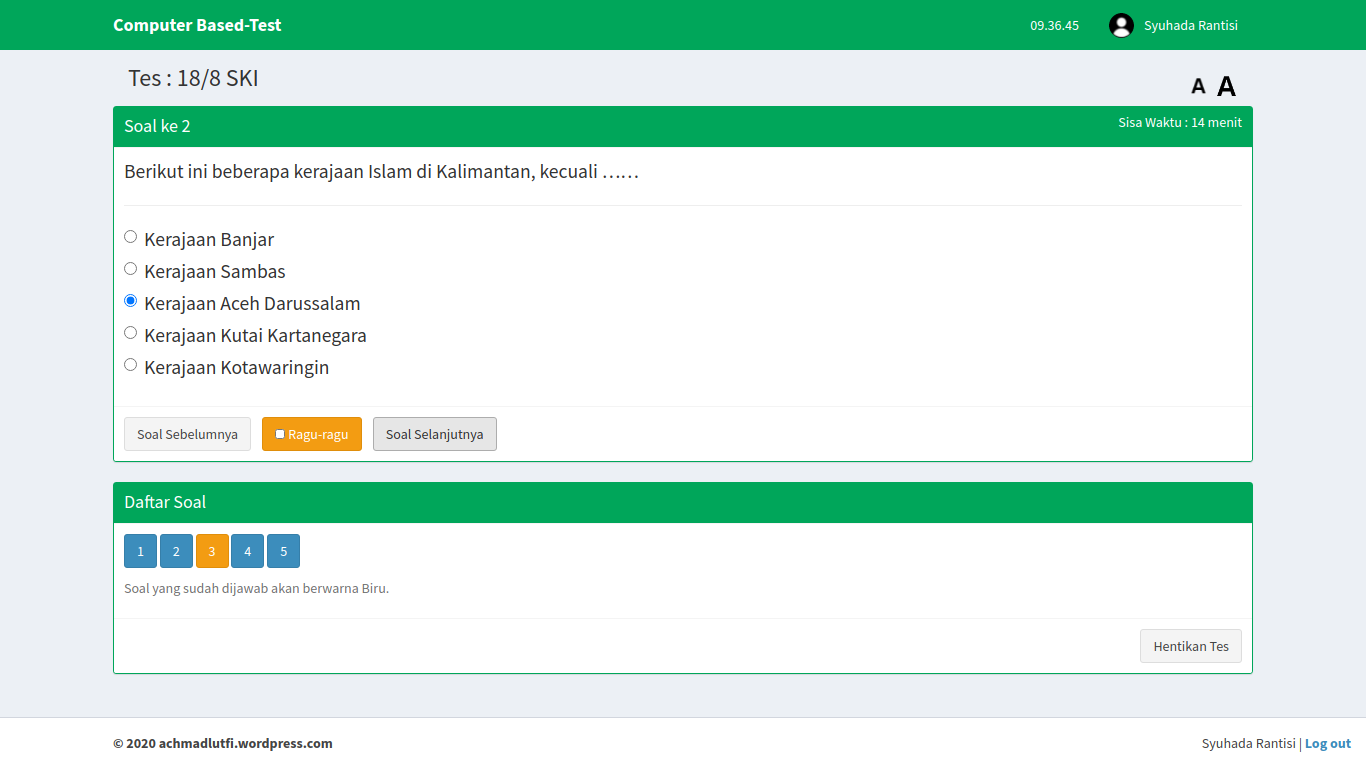 Computer Based-Test
09.36.45
Syuhada Rantisi
Tes : 18/8 SKI
A A
Soal ke 2
Sisa Waktu : 14 menit
Berikut ini beberapa kerajaan Islam di Kalimantan, kecuali ……
Kerajaan Banjar
Kerajaan Sambas
Kerajaan Aceh Darussalam
Kerajaan Kutai Kartanegara
Kerajaan Kotawaringin
Soal Sebelumnya
Ragu-ragu
Soal Selanjutnya
Daftar Soal
1 2 3 4 5
Soal yang sudah dijawab akan berwarna Biru.
Hentikan Tes
© 2020 achmadlutfi.wordpress.com
Syuhada Rantisi | Log out